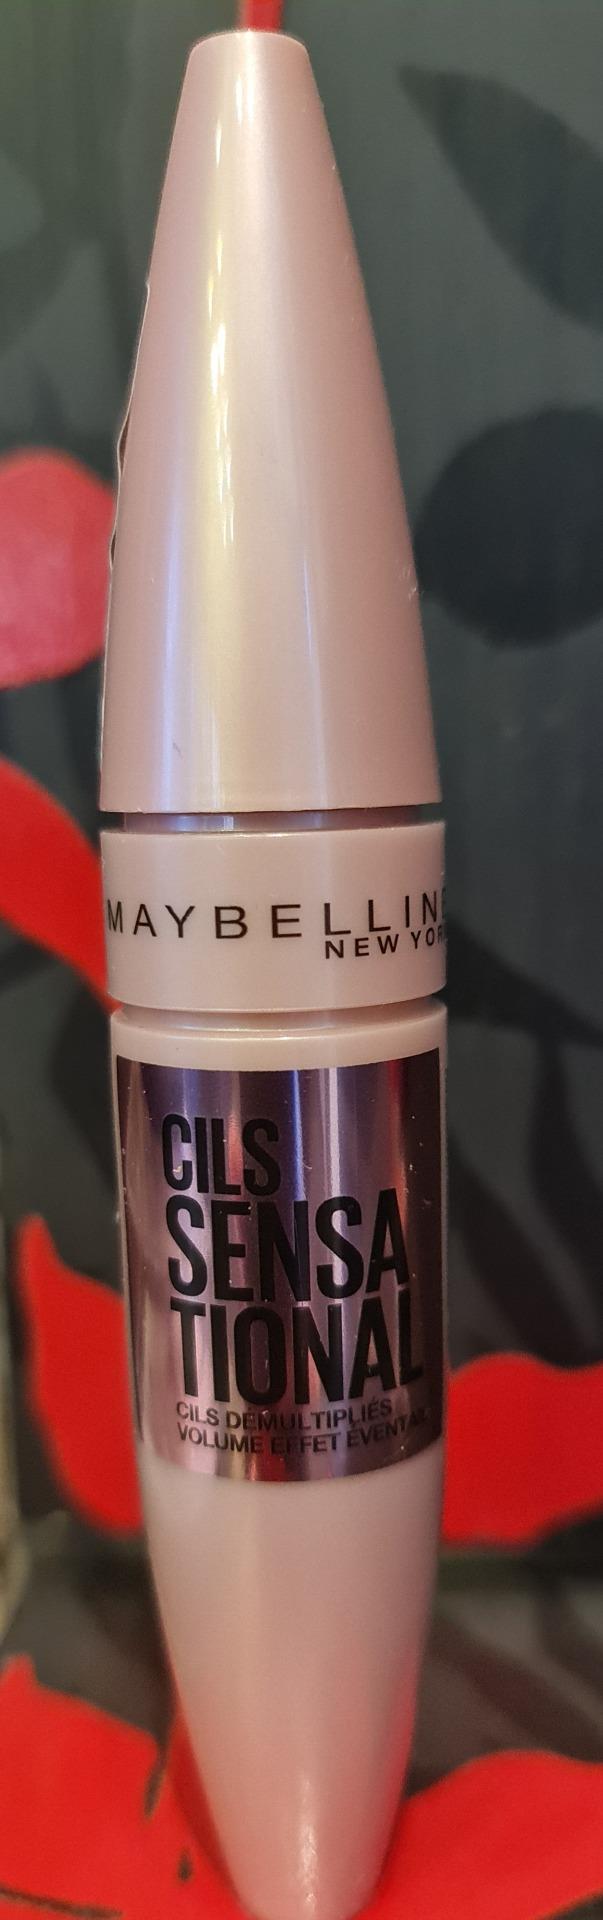 MAYBELLINE
NEW YORK
CILS
SENSA
TIONAL
CILS DÉMULTIPLIÉS
VOLUME EFFET ÉVENTAIL